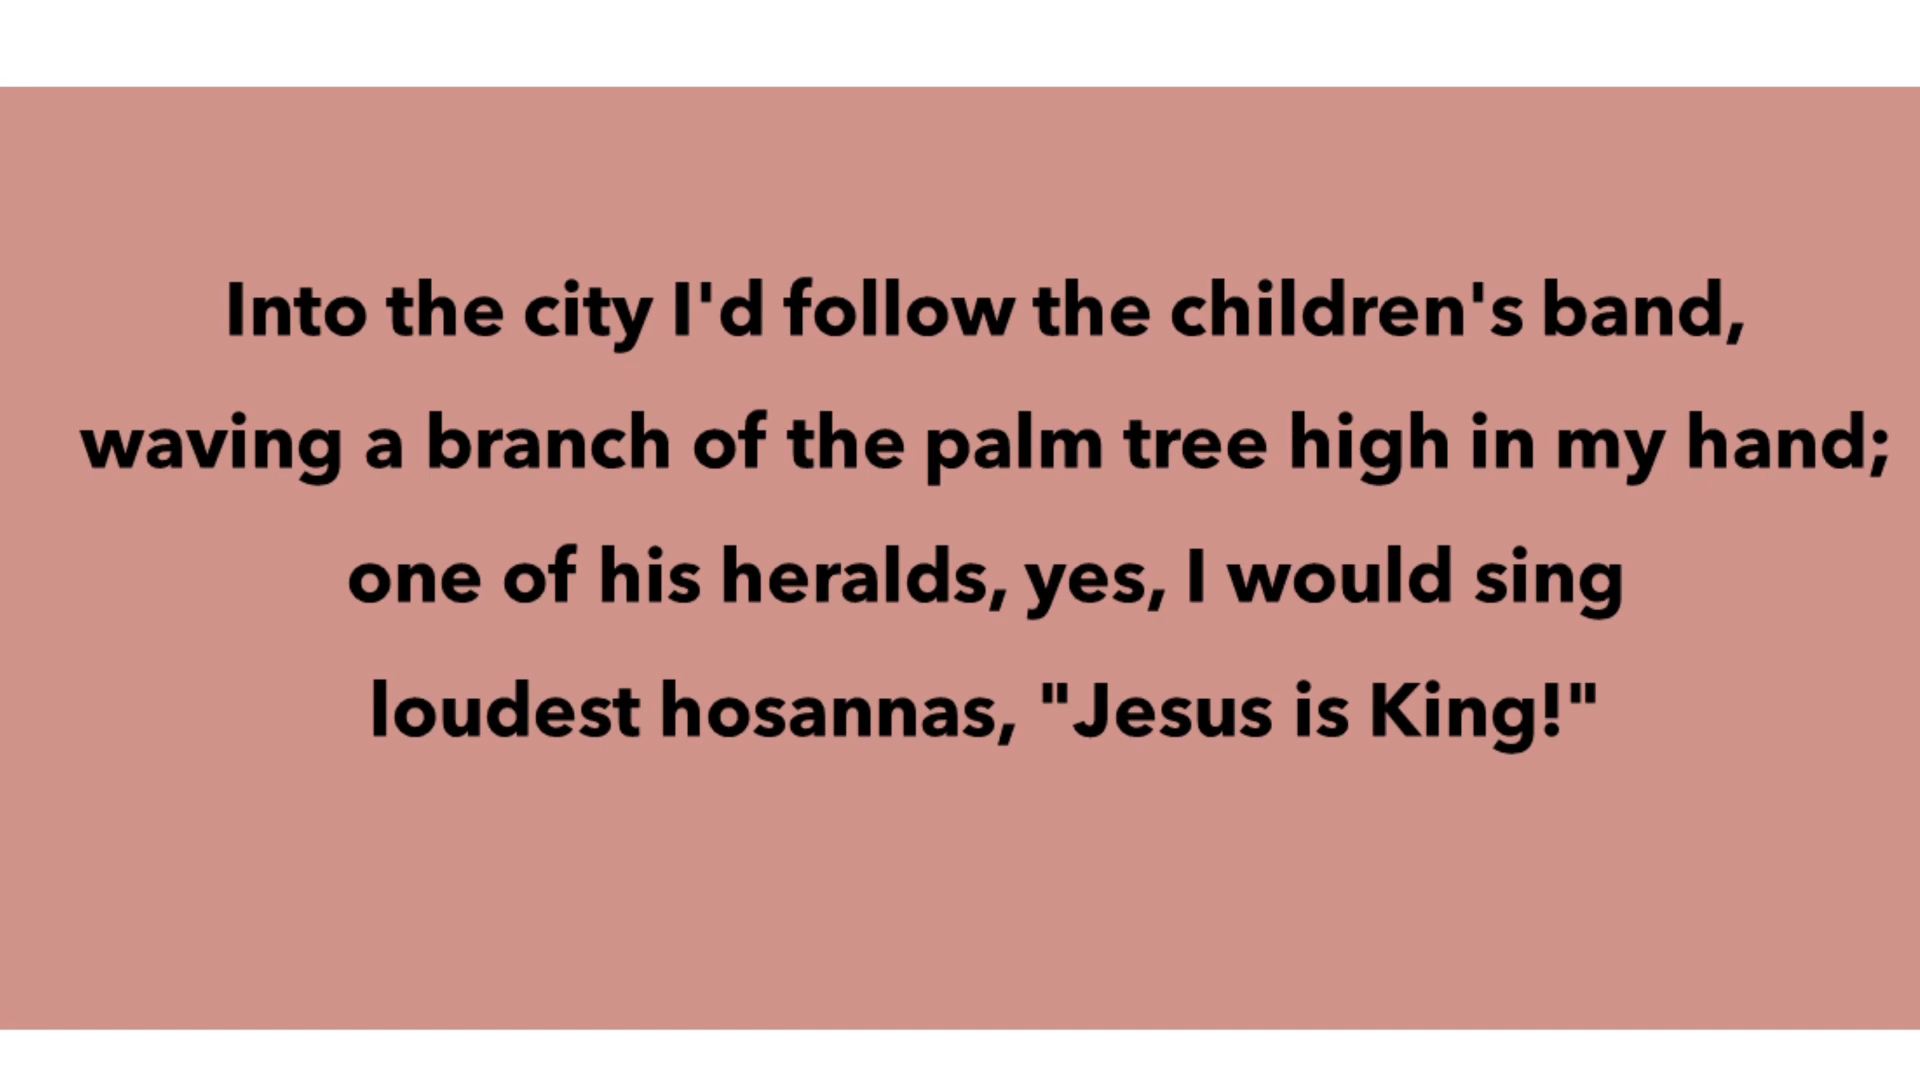 Into the city I'd follow the children's band,
waving a branch of the palm tree high in my hand;
one of his heralds, yes, I would sing
loudest hosannas, "Jesus is King!"